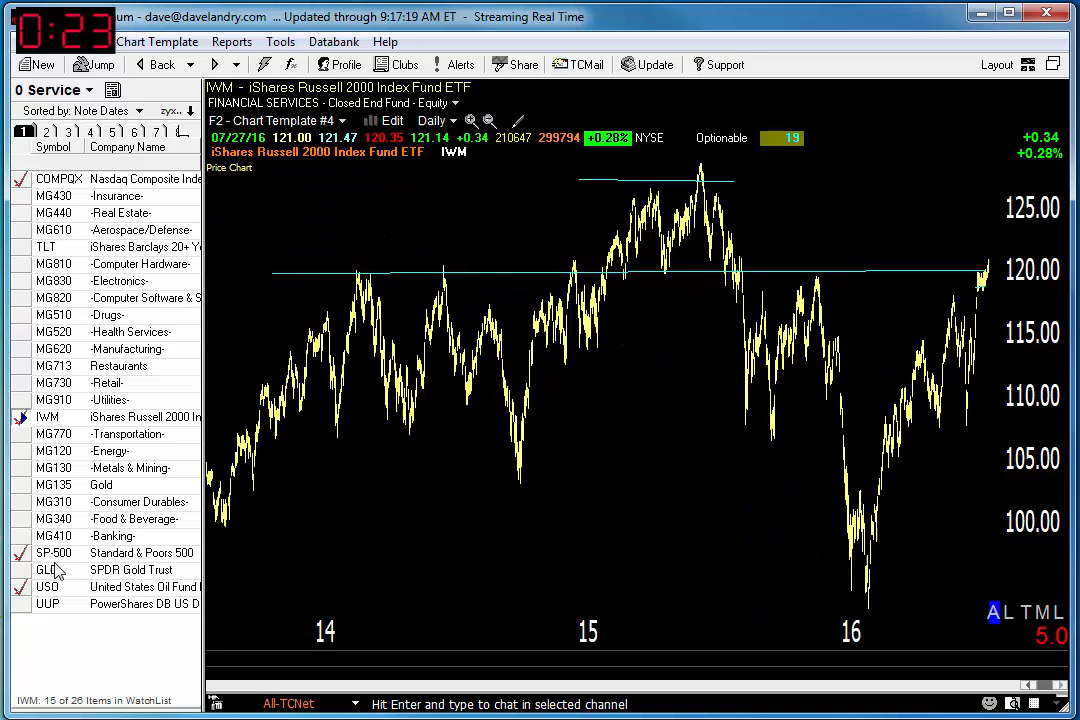 0:23
um - dave@davelandry.com ... Updated through 9:17:19 AM ET - Streaming Real Time
Chart Template Reports Tools Databank Help
New Jump Back Profile Clubs Alerts Share TCMail Update Support Layout
0 Service
Sorted by: Note Dates zyx..
1 2 3 4 5 6 7
Symbol Company Name
COMPQX Nasdaq Composite Inde
MG430 -Insurance-
MG440 -Real Estate-
MG610 -Aerospace/Defense-
TLT iShares Barclays 20+ Ye
MG810 -Computer Hardware-
MG830 -Electronics-
MG820 -Computer Software & S
MG510 -Drugs-
MG520 -Health Services-
MG620 -Manufacturing-
MG713 Restaurants
MG730 -Retail-
MG910 -Utilities-
IWM iShares Russell 2000 In
MG770 -Transportation-
MG120 -Energy-
MG130 -Metals & Mining-
MG135 Gold
MG310 -Consumer Durables-
MG340 -Food & Beverage-
MG410 -Banking-
SP-500 Standard & Poors 500
GLD SPDR Gold Trust
USO United States Oil Fund
UUP PowerShares DB US D
IWM: 15 of 26 Items in WatchList
IWM - iShares Russell 2000 Index Fund ETF
FINANCIAL SERVICES - Closed End Fund - Equity
F2 - Chart Template #4 Edit Daily
07/27/16 121.00 121.47 120.35 121.14 +0.34 210647 299794 +0.28% NYSE Optionable 19 +0.34
+0.28%
iShares Russell 2000 Index Fund ETF IWM
Price Chart
125.00
120.00
115.00
110.00
105.00
100.00
A L T M L
14 15 16
5.0
All-TCNet Hit Enter and type to chat in selected channel